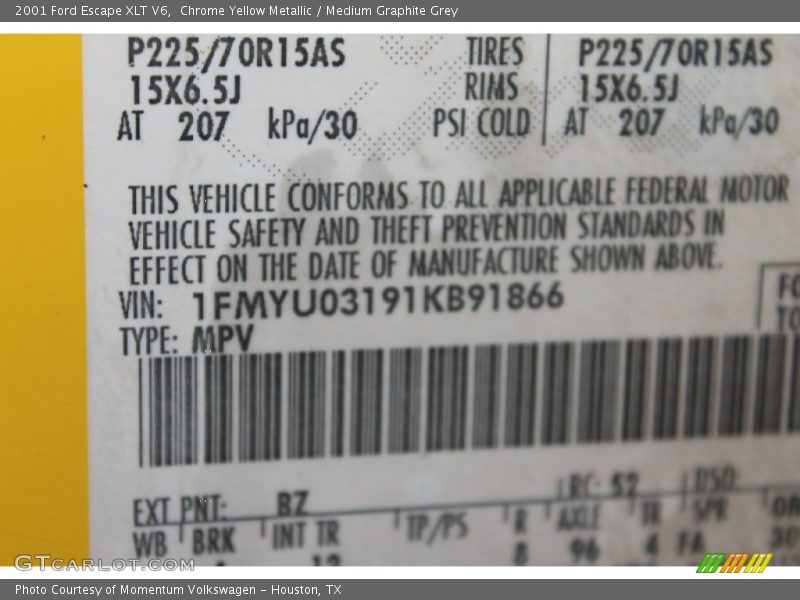 2001 Ford Escape XLT V6,  Chrome Yellow Metallic / Medium Graphite Grey
P225/70R15AS TIRES P225/70R15AS
15X6.5J RIMS 15X6.5J
AT 207 kPa/30 PSI COLD AT 207 kPa/30
THIS VEHICLE CONFORMS TO ALL APPLICABLE FEDERAL MOTOR
VEHICLE SAFETY AND THEFT PREVENTION STANDARDS IN
EFFECT ON THE DATE OF MANUFACTURE SHOWN ABOVE.
VIN: 1FMYU03191KB91866
TYPE: MPV
EXT PNT: BZ RC: 52 DSO
WB BRK INT TR TP/PS R AXLE TR SPR
12 8 96 4 FA
GTCarlot.com
Photo Courtesy of Momentum Volkswagen - Houston, TX